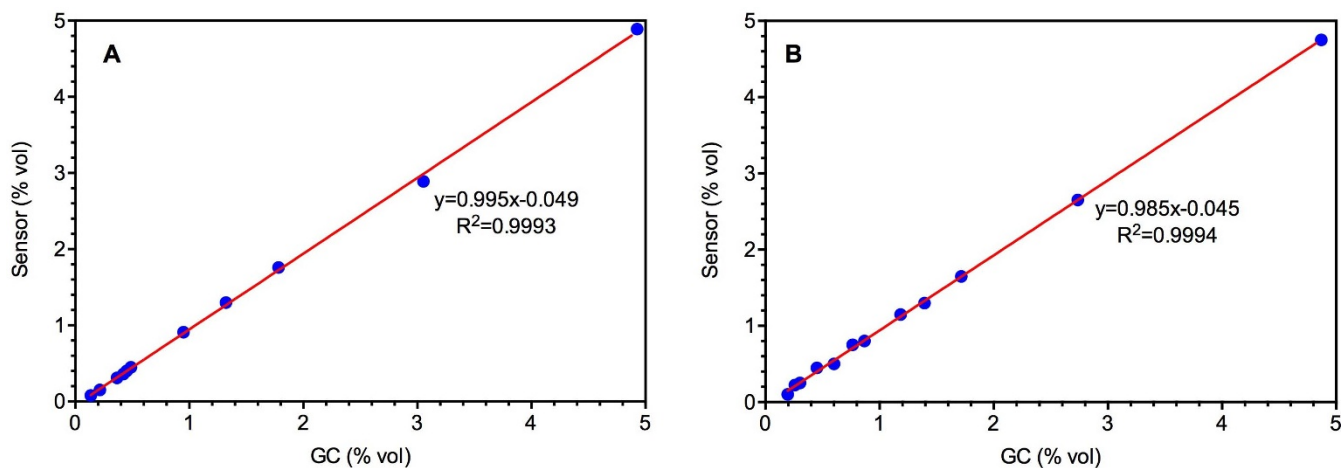 A
Sensor (% vol)
5
4
3
2
1
0
y=0.995x-0.049
R²=0.9993
0 1 2 3 4 5
GC (% vol)
B
Sensor (% vol)
5
4
3
2
1
0
y=0.985x-0.045
R²=0.9994
0 1 2 3 4 5
GC (% vol)